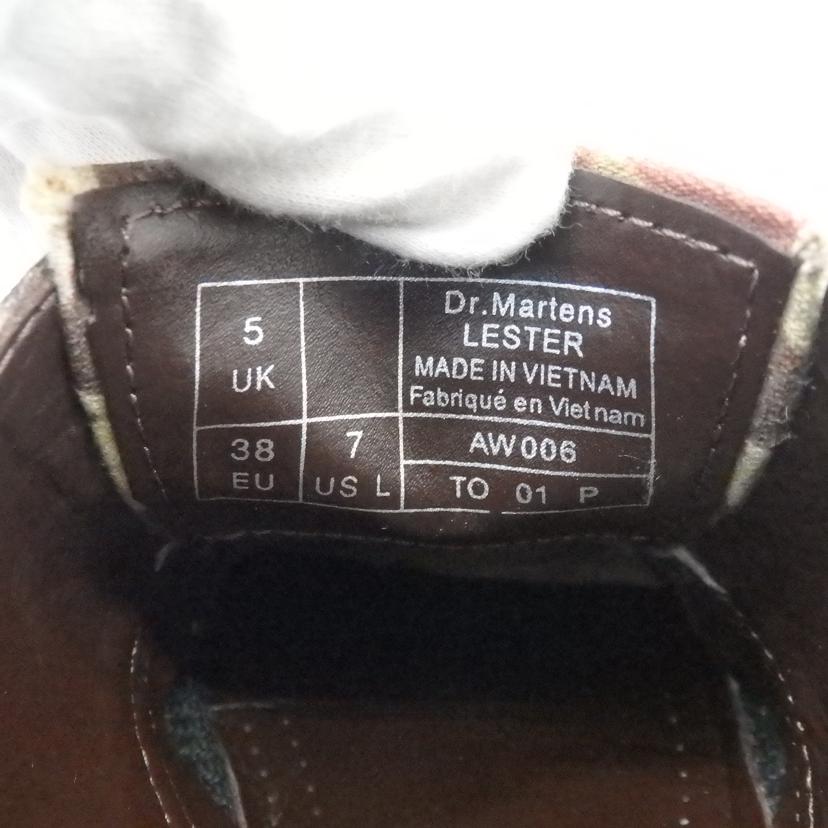 5
UK
38
EU
7
US L
Dr.Martens
LESTER
MADE IN VIETNAM
Fabriqué en Vietnam
AW006
TO 01 P